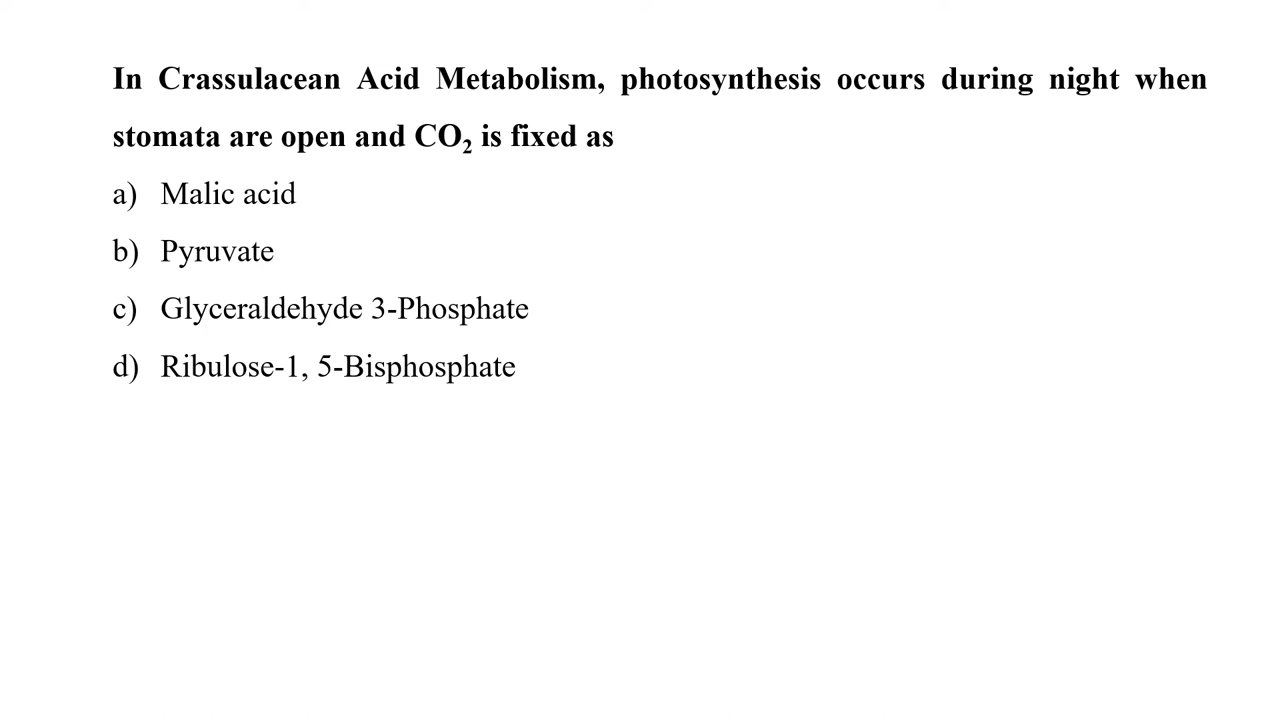 In Crassulacean Acid Metabolism, photosynthesis occurs during night when
stomata are open and CO₂ is fixed as
a) Malic acid
b) Pyruvate
c) Glyceraldehyde 3-Phosphate
d) Ribulose-1, 5-Bisphosphate